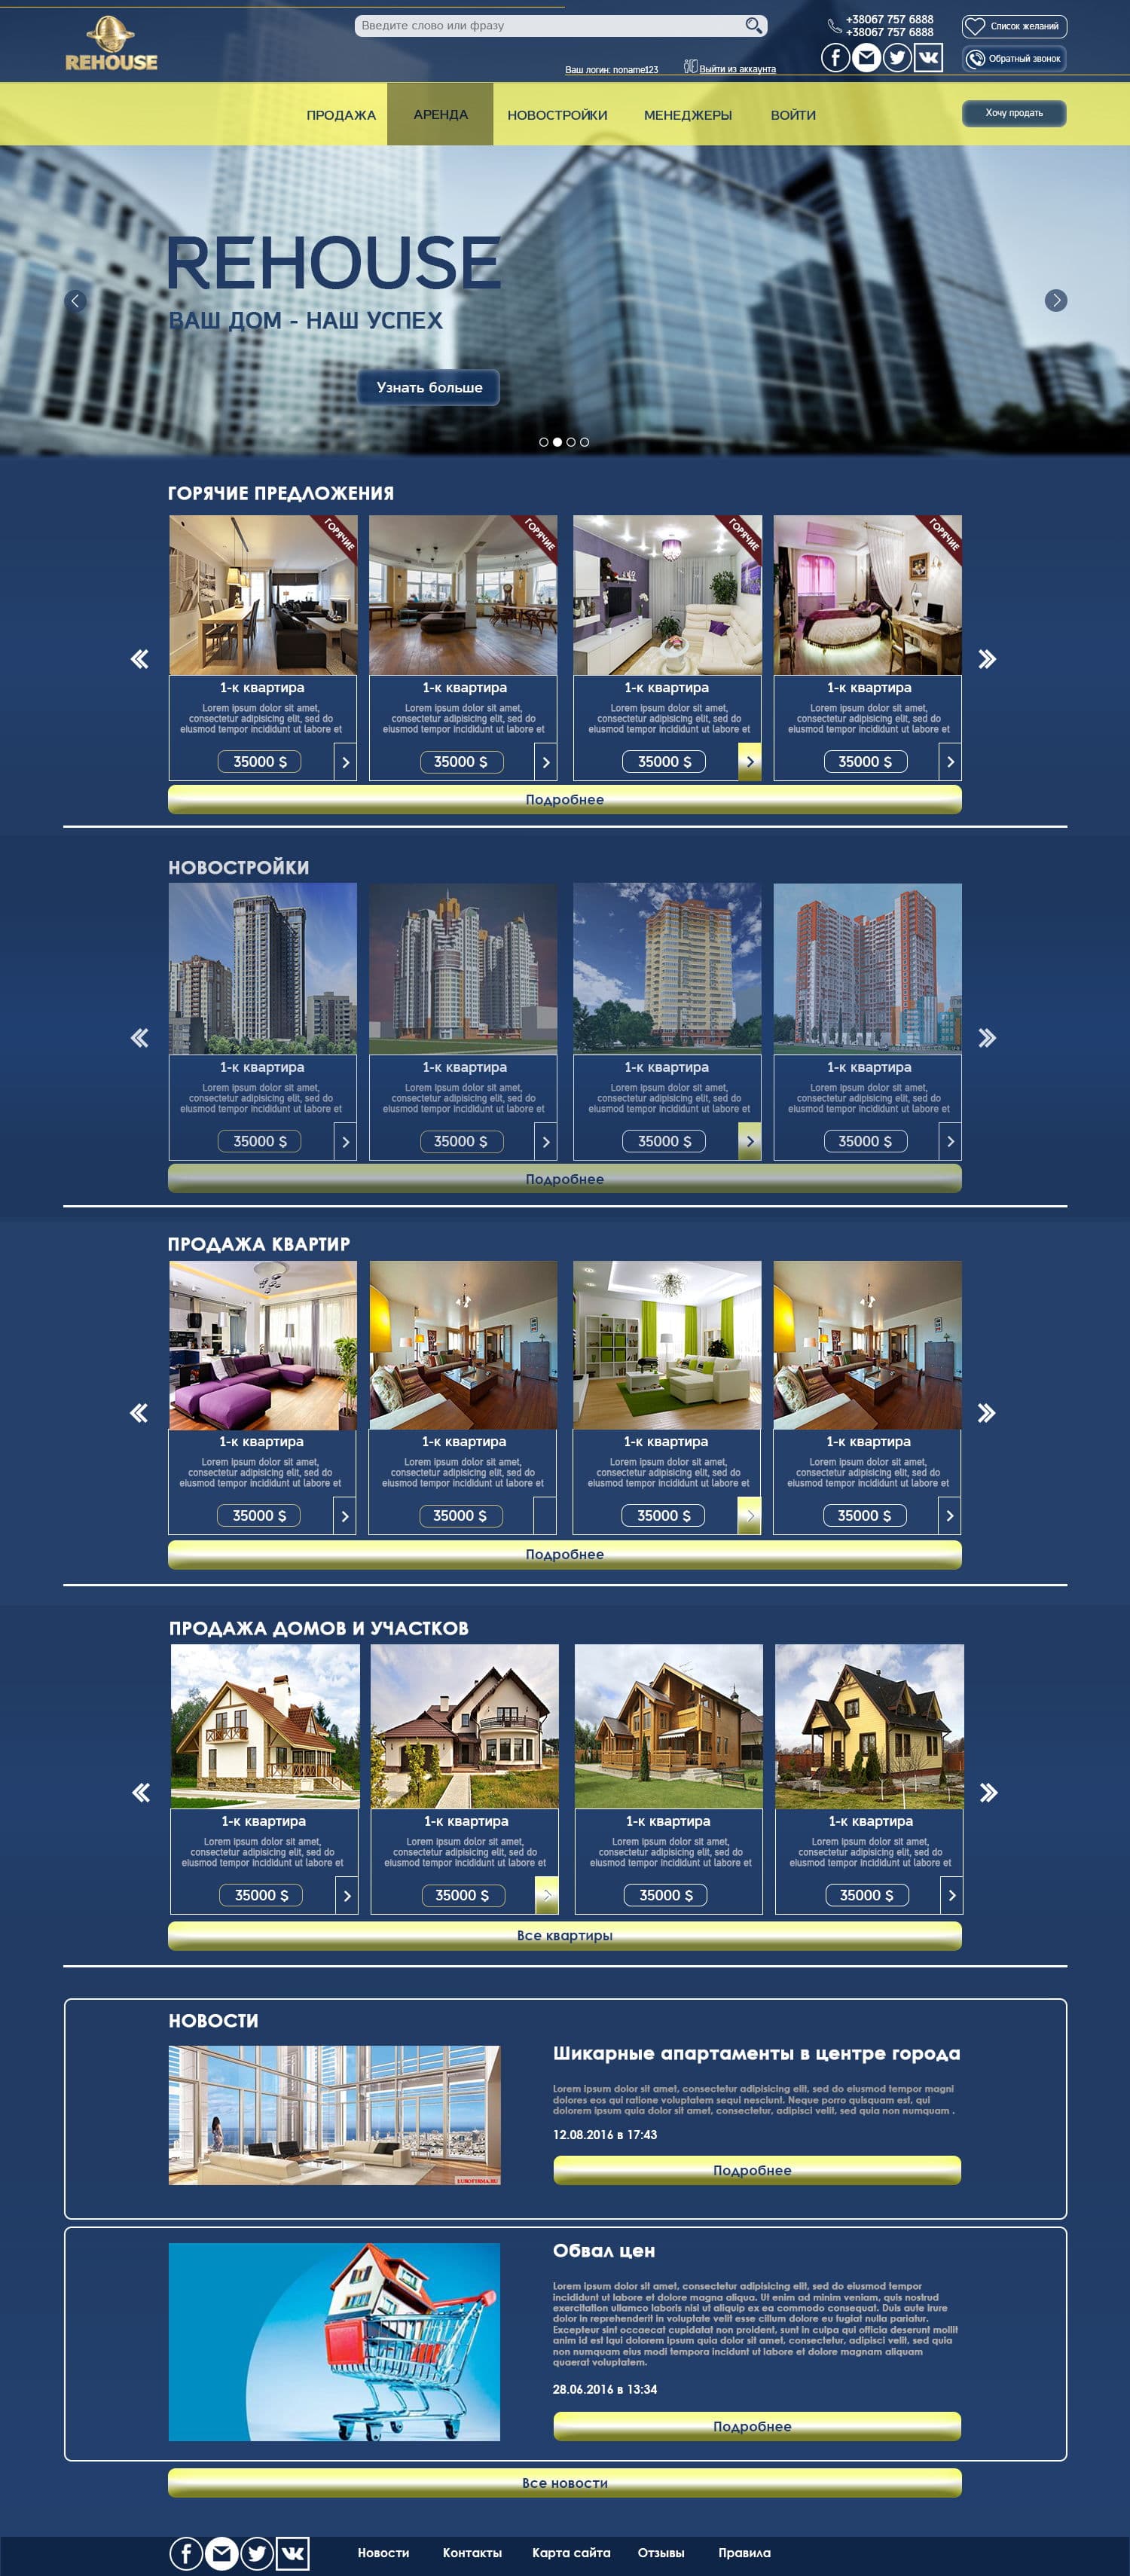 REHOUSE
Введите слово или фразу
+38067 757 6888
+38067 757 6888
Список желаний
Ваш логин: noname123
Выйти из аккаунта
Обратный звонок
ПРОДАЖА
АРЕНДА
НОВОСТРОЙКИ
МЕНЕДЖЕРЫ
ВОЙТИ
Хочу продать
REHOUSE
ВАШ ДОМ - НАШ УСПЕХ
Узнать больше
ГОРЯЧИЕ ПРЕДЛОЖЕНИЯ
ГОРЯЧИЕ
ГОРЯЧИЕ
ГОРЯЧИЕ
ГОРЯЧИЕ
1-к квартира
Lorem ipsum dolor sit amet,
consectetur adipisicing elit, sed do
eiusmod tempor incididunt ut labore et
35000 $
1-к квартира
Lorem ipsum dolor sit amet,
consectetur adipisicing elit, sed do
eiusmod tempor incididunt ut labore et
35000 $
1-к квартира
Lorem ipsum dolor sit amet,
consectetur adipisicing elit, sed do
eiusmod tempor incididunt ut labore et
35000 $
1-к квартира
Lorem ipsum dolor sit amet,
consectetur adipisicing elit, sed do
eiusmod tempor incididunt ut labore et
35000 $
Подробнее
НОВОСТРОЙКИ
1-к квартира
Lorem ipsum dolor sit amet,
consectetur adipisicing elit, sed do
eiusmod tempor incididunt ut labore et
35000 $
1-к квартира
Lorem ipsum dolor sit amet,
consectetur adipisicing elit, sed do
eiusmod tempor incididunt ut labore et
35000 $
1-к квартира
Lorem ipsum dolor sit amet,
consectetur adipisicing elit, sed do
eiusmod tempor incididunt ut labore et
35000 $
1-к квартира
Lorem ipsum dolor sit amet,
consectetur adipisicing elit, sed do
eiusmod tempor incididunt ut labore et
35000 $
Подробнее
ПРОДАЖА КВАРТИР
1-к квартира
Lorem ipsum dolor sit amet,
consectetur adipisicing elit, sed do
eiusmod tempor incididunt ut labore et
35000 $
1-к квартира
Lorem ipsum dolor sit amet,
consectetur adipisicing elit, sed do
eiusmod tempor incididunt ut labore et
35000 $
1-к квартира
Lorem ipsum dolor sit amet,
consectetur adipisicing elit, sed do
eiusmod tempor incididunt ut labore et
35000 $
1-к квартира
Lorem ipsum dolor sit amet,
consectetur adipisicing elit, sed do
eiusmod tempor incididunt ut labore et
35000 $
Подробнее
ПРОДАЖА ДОМОВ И УЧАСТКОВ
1-к квартира
Lorem ipsum dolor sit amet,
consectetur adipisicing elit, sed do
eiusmod tempor incididunt ut labore et
35000 $
1-к квартира
Lorem ipsum dolor sit amet,
consectetur adipisicing elit, sed do
eiusmod tempor incididunt ut labore et
35000 $
1-к квартира
Lorem ipsum dolor sit amet,
consectetur adipisicing elit, sed do
eiusmod tempor incididunt ut labore et
35000 $
1-к квартира
Lorem ipsum dolor sit amet,
consectetur adipisicing elit, sed do
eiusmod tempor incididunt ut labore et
35000 $
Все квартиры
НОВОСТИ
EUROFIRMA.RU
Шикарные апартаменты в центре города
Lorem ipsum dolor sit amet, consectetur adipisicing elit, sed do eiusmod tempor magni
dolores eos qui ratione voluptatem sequi nesciunt. Neque porro quisquam est, qui
dolorem ipsum quia dolor sit amet, consectetur, adipisci velit, sed quia non numquam .
12.08.2016 в 17:43
Подробнее
Обвал цен
Lorem ipsum dolor sit amet, consectetur adipisicing elit, sed do eiusmod tempor
incididunt ut labore et dolore magna aliqua. Ut enim ad minim veniam, quis nostrud
exercitation ullamco laboris nisi ut aliquip ex ea commodo consequat. Duis aute irure
dolor in reprehenderit in voluptate velit esse cillum dolore eu fugiat nulla pariatur.
Excepteur sint occaecat cupidatat non proident, sunt in culpa qui officia deserunt mollit
anim id est lqui dolorem ipsum quia dolor sit amet, consectetur, adipisci velit, sed quia
non numquam eius modi tempora incidunt ut labore et dolore magnam aliquam
quaerat voluptatem.
28.06.2016 в 13:34
Подробнее
Все новости
Новости
Контакты
Карта сайта
Отзывы
Правила